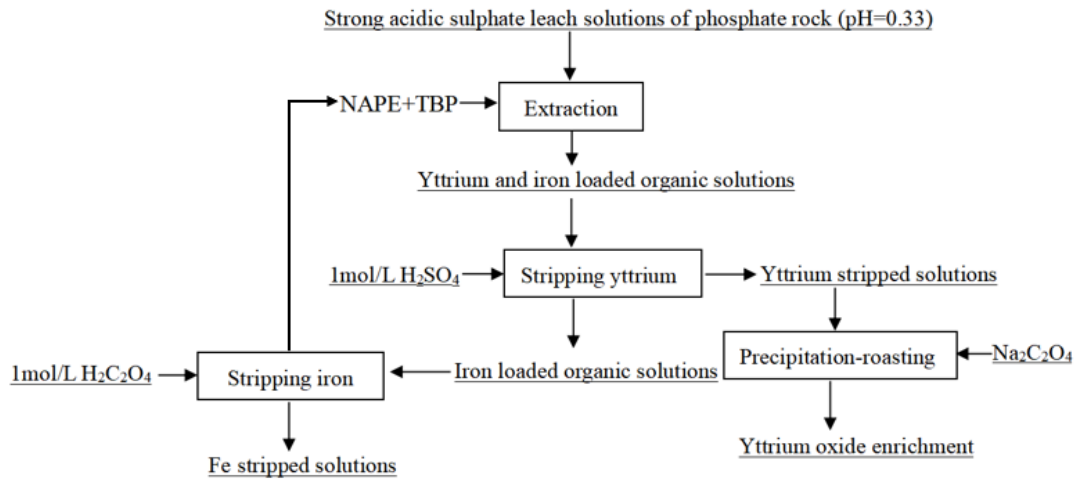 Strong acidic sulphate leach solutions of phosphate rock (pH=0.33)
NAPE+TBP
Extraction
Yttrium and iron loaded organic solutions
1mol/L H₂SO₄
Stripping yttrium
Yttrium stripped solutions
1mol/L H₂C₂O₄
Stripping iron
Iron loaded organic solutions
Precipitation-roasting
Na₂C₂O₄
Fe stripped solutions
Yttrium oxide enrichment